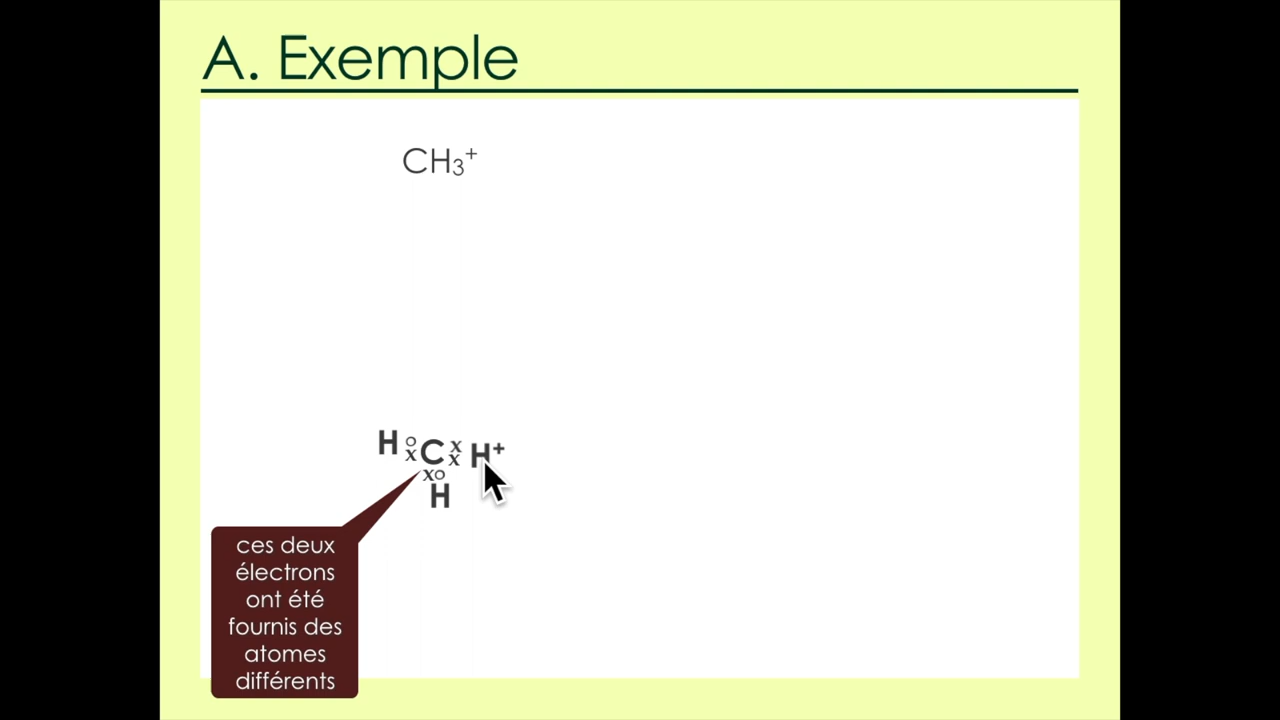 A. Exemple
CH₃⁺
H o x C x x H⁺
x o
H
ces deux
électrons
ont été
fournis des
atomes
différents